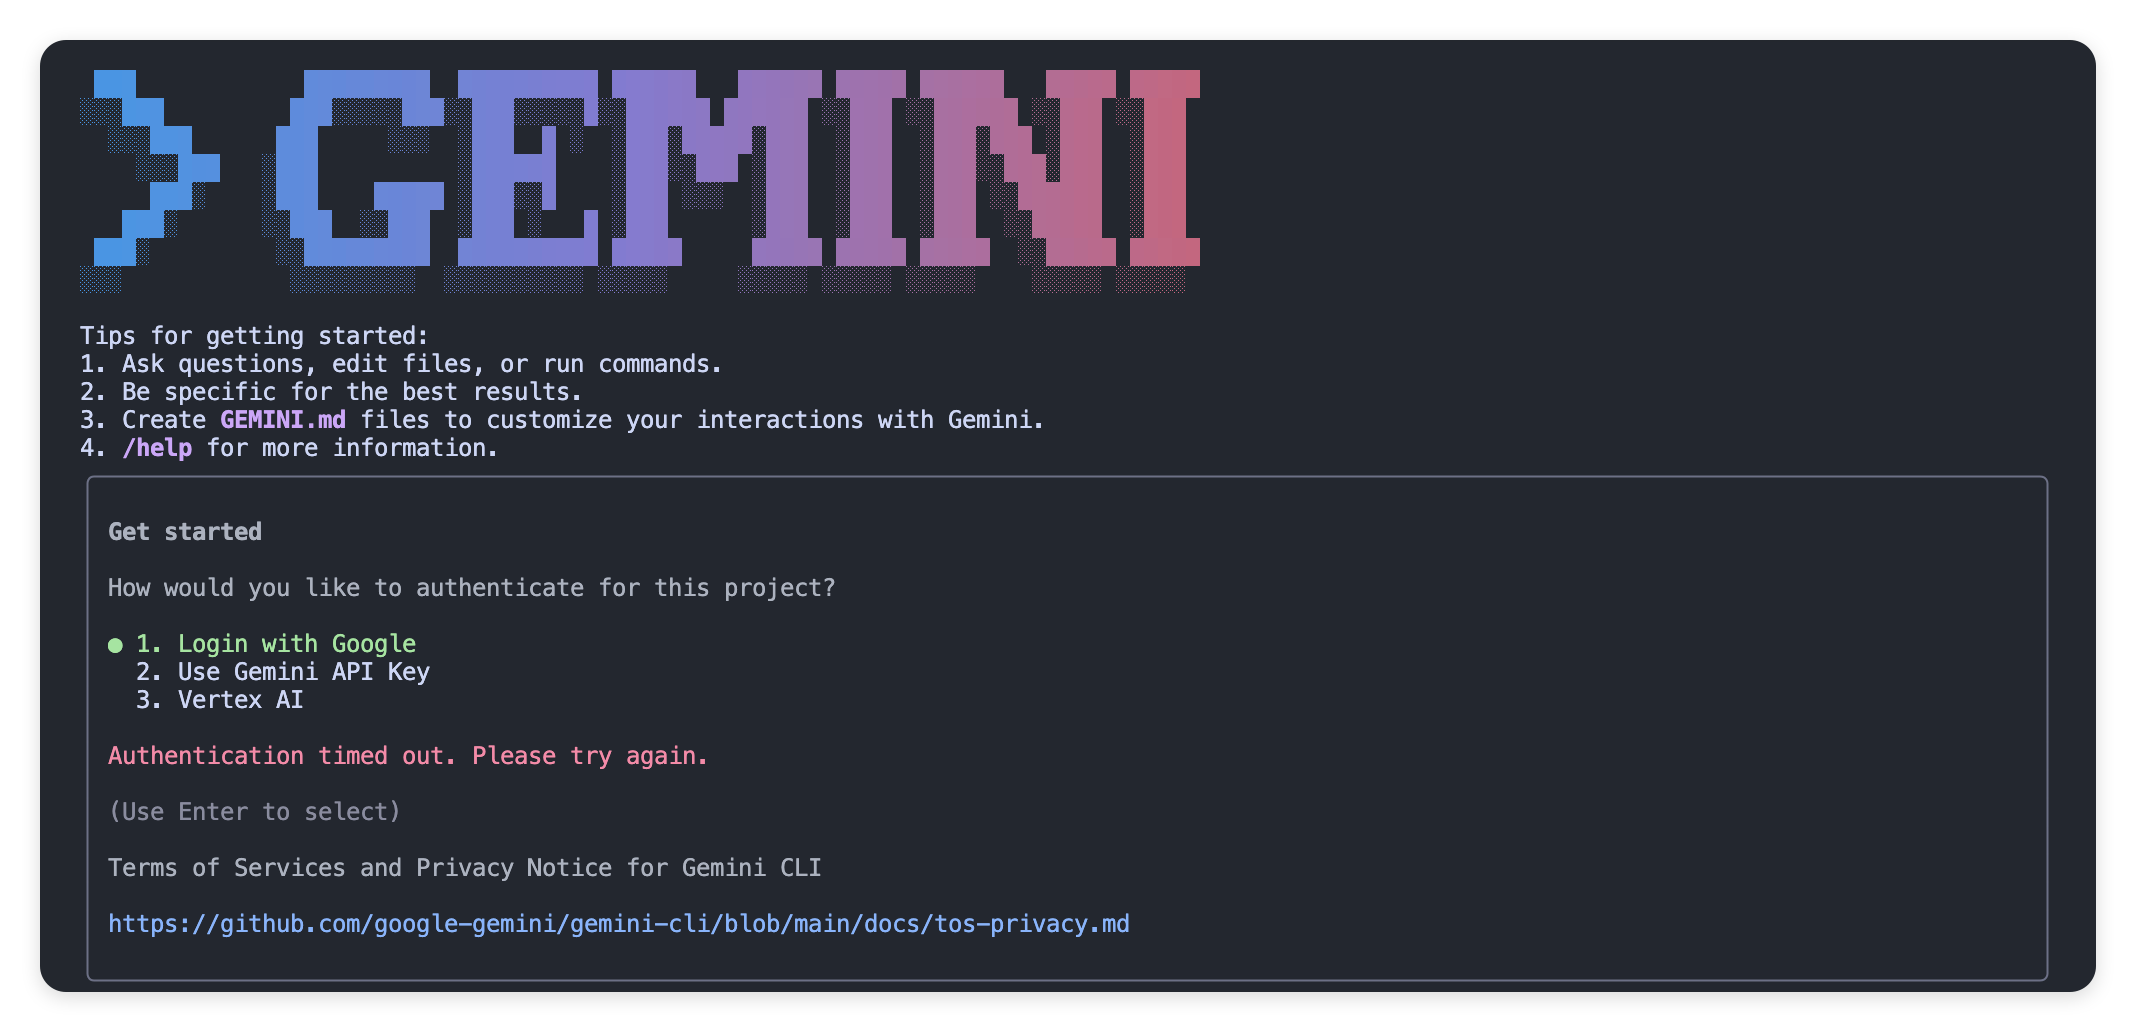 > GEMINI
Tips for getting started:
1. Ask questions, edit files, or run commands.
2. Be specific for the best results.
3. Create GEMINI.md files to customize your interactions with Gemini.
4. /help for more information.
Get started
How would you like to authenticate for this project?
● 1. Login with Google
2. Use Gemini API Key
3. Vertex AI
Authentication timed out. Please try again.
(Use Enter to select)
Terms of Services and Privacy Notice for Gemini CLI
https://github.com/google-gemini/gemini-cli/blob/main/docs/tos-privacy.md